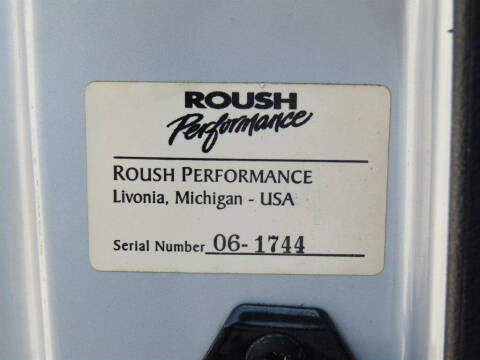 ROUSH
Performance
ROUSH PERFORMANCE
Livonia, Michigan - USA
Serial Number 06-1744